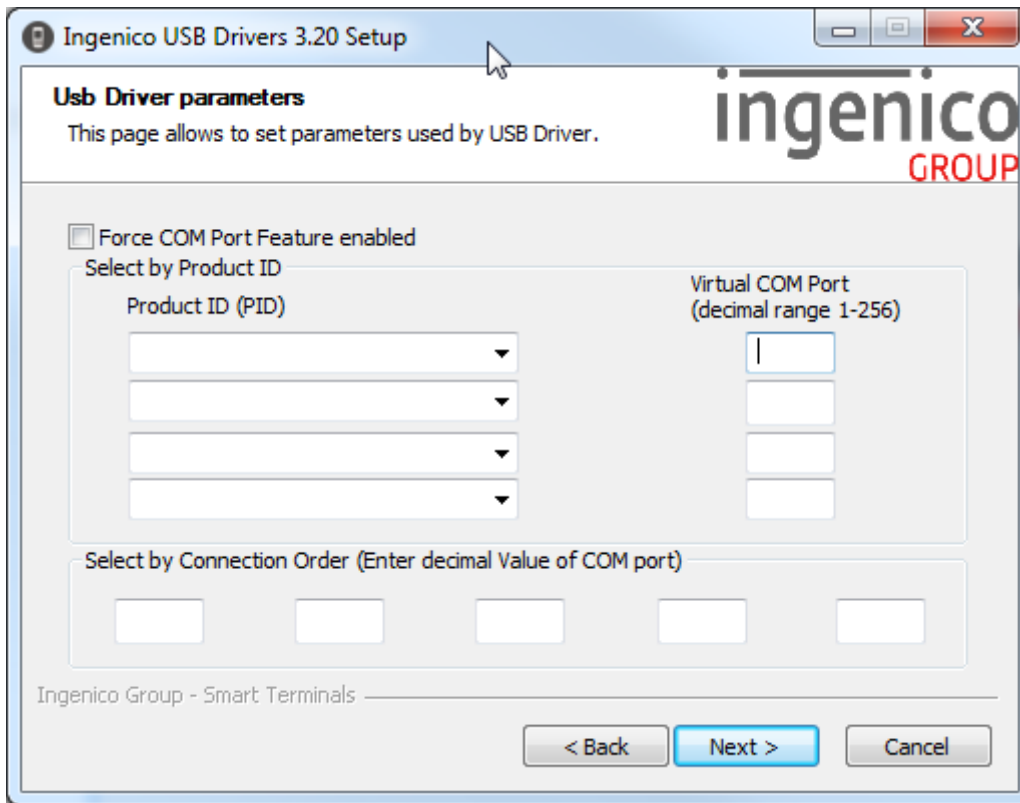 Ingenico USB Drivers 3.20 Setup
Usb Driver parameters
This page allows to set parameters used by USB Driver.
ingenico
GROUP
Force COM Port Feature enabled
Select by Product ID
Product ID (PID)
Virtual COM Port
(decimal range 1-256)
Select by Connection Order (Enter decimal Value of COM port)
Ingenico Group - Smart Terminals
< Back
Next >
Cancel